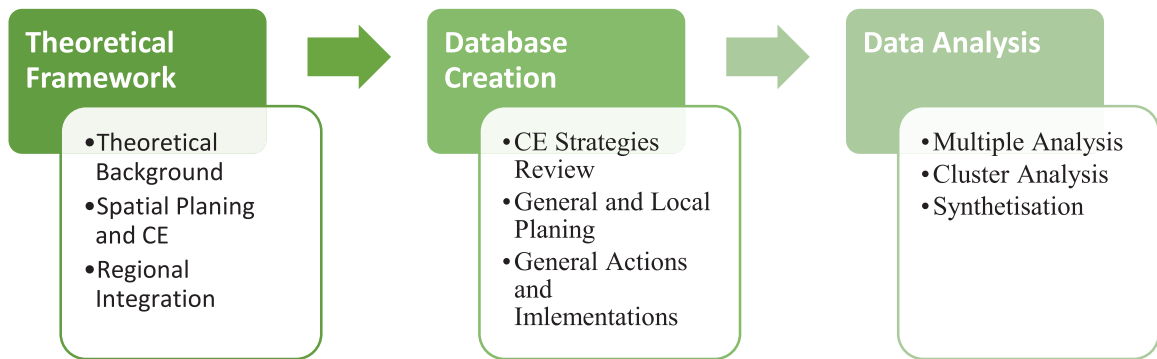 Theoretical
Framework
•Theoretical
Background
•Spatial Planing
and CE
•Regional
Integration
Database
Creation
•CE Strategies
Review
•General and Local
Planing
•General Actions
and
Imlementations
Data Analysis
•Multiple Analysis
•Cluster Analysis
•Synthetisation